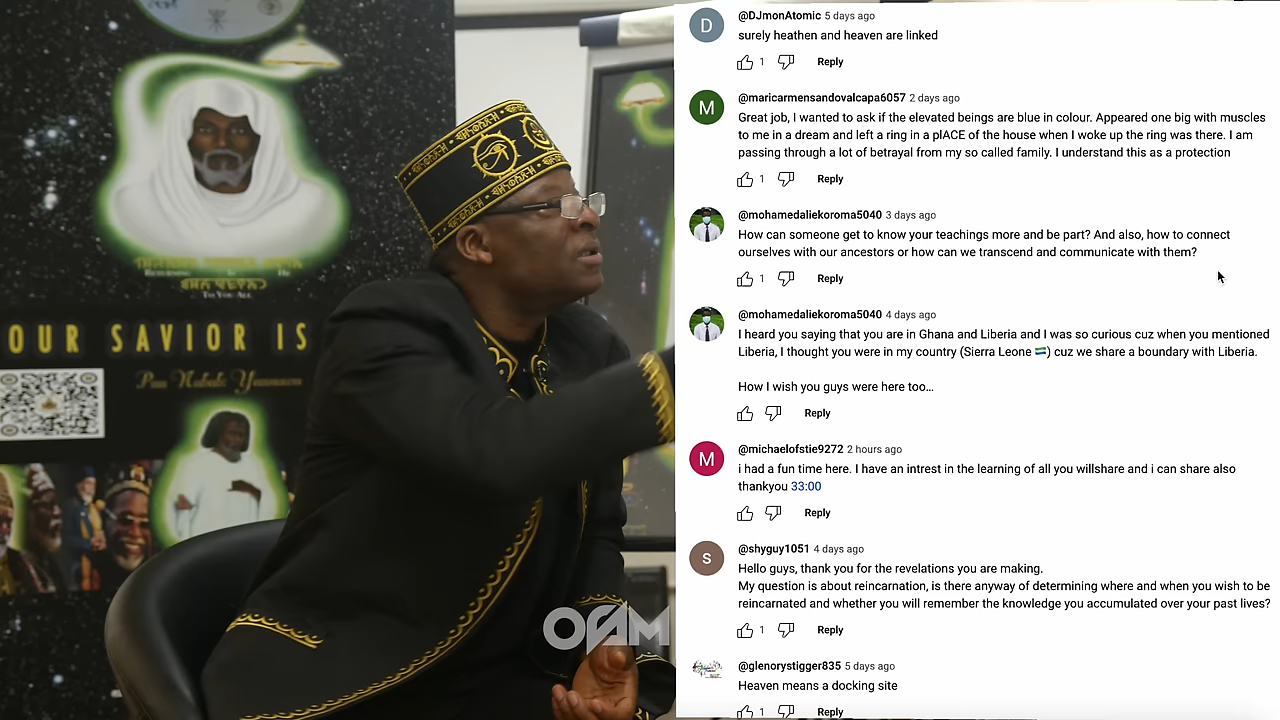 OUR SAVIOR IS
RETURNING IS HE
TO YOU ALL
OAM
D
@DJmonAtomic 5 days ago
surely heathen and heaven are linked
1 Reply
M
@maricarmensandovalcapa6057 2 days ago
Great job, I wanted to ask if the elevated beings are blue in colour. Appeared one big with muscles
to me in a dream and left a ring in a plACE of the house when I woke up the ring was there. I am
passing through a lot of betrayal from my so called family. I understand this as a protection
1 Reply
@mohamedaliekoroma5040 3 days ago
How can someone get to know your teachings more and be part? And also, how to connect
ourselves with our ancestors or how can we transcend and communicate with them?
1 Reply
@mohamedaliekoroma5040 4 days ago
I heard you saying that you are in Ghana and Liberia and I was so curious cuz when you mentioned
Liberia, I thought you were in my country (Sierra Leone 🇸🇱) cuz we share a boundary with Liberia.
How I wish you guys were here too...
Reply
M
@michaelofstie9272 2 hours ago
i had a fun time here. I have an intrest in the learning of all you willshare and i can share also
thankyou 33:00
Reply
S
@shyguy1051 4 days ago
Hello guys, thank you for the revelations you are making.
My question is about reincarnation, is there anyway of determining where and when you wish to be
reincarnated and whether you will remember the knowledge you accumulated over your past lives?
1 Reply
@glenorystigger835 5 days ago
Heaven means a docking site
1 Reply